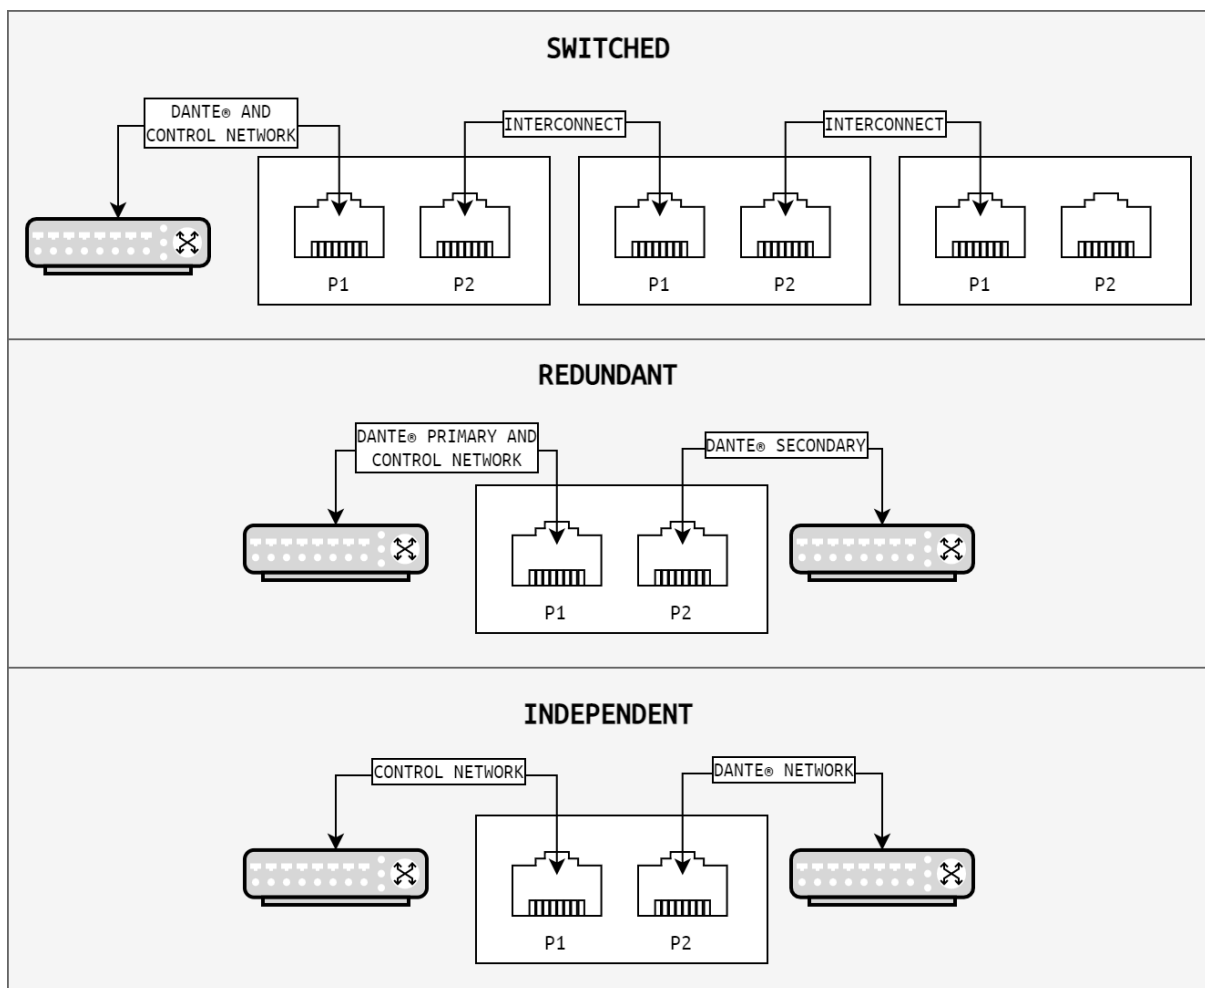 SWITCHED
DANTE® AND
CONTROL NETWORK
INTERCONNECT
INTERCONNECT
P1
P2
P1
P2
P1
P2
REDUNDANT
DANTE® PRIMARY AND
CONTROL NETWORK
DANTE® SECONDARY
P1
P2
INDEPENDENT
CONTROL NETWORK
DANTE® NETWORK
P1
P2